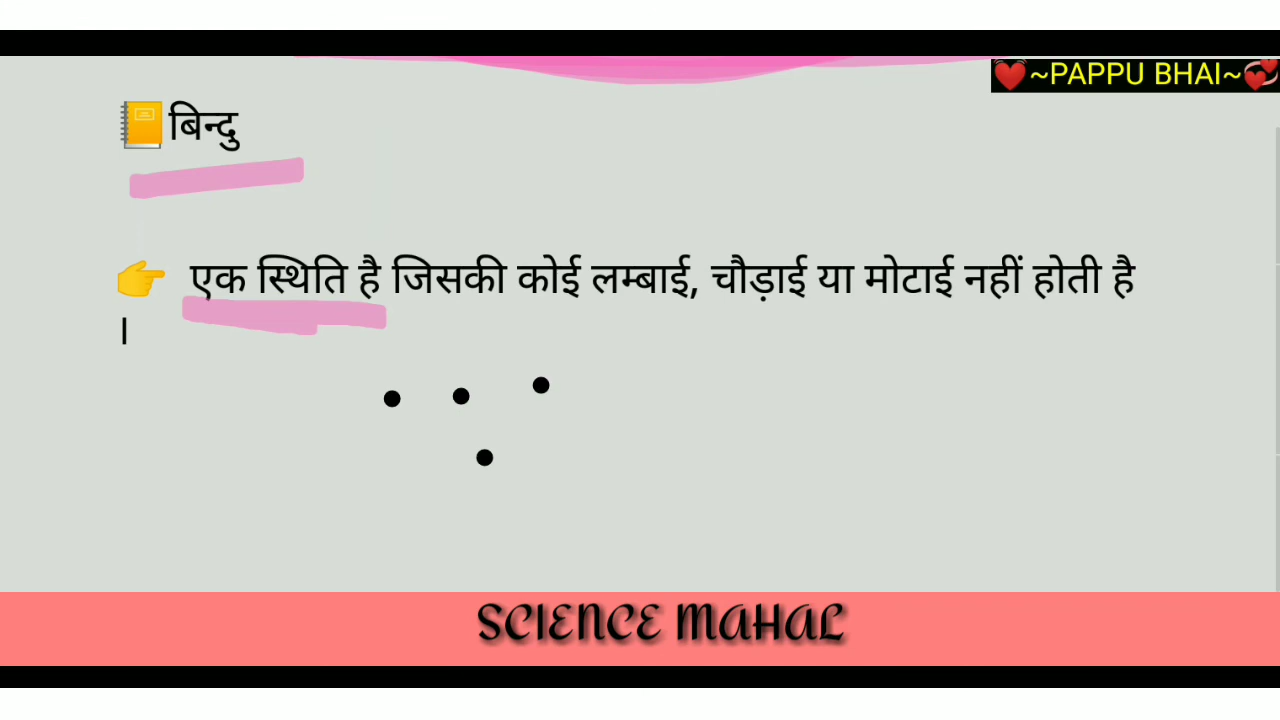 ❤️~PAPPU BHAI~💞
📒बिन्दु
👉 एक स्थिति है जिसकी कोई लम्बाई, चौड़ाई या मोटाई नहीं होती है
।
SCIENCE MAHAL